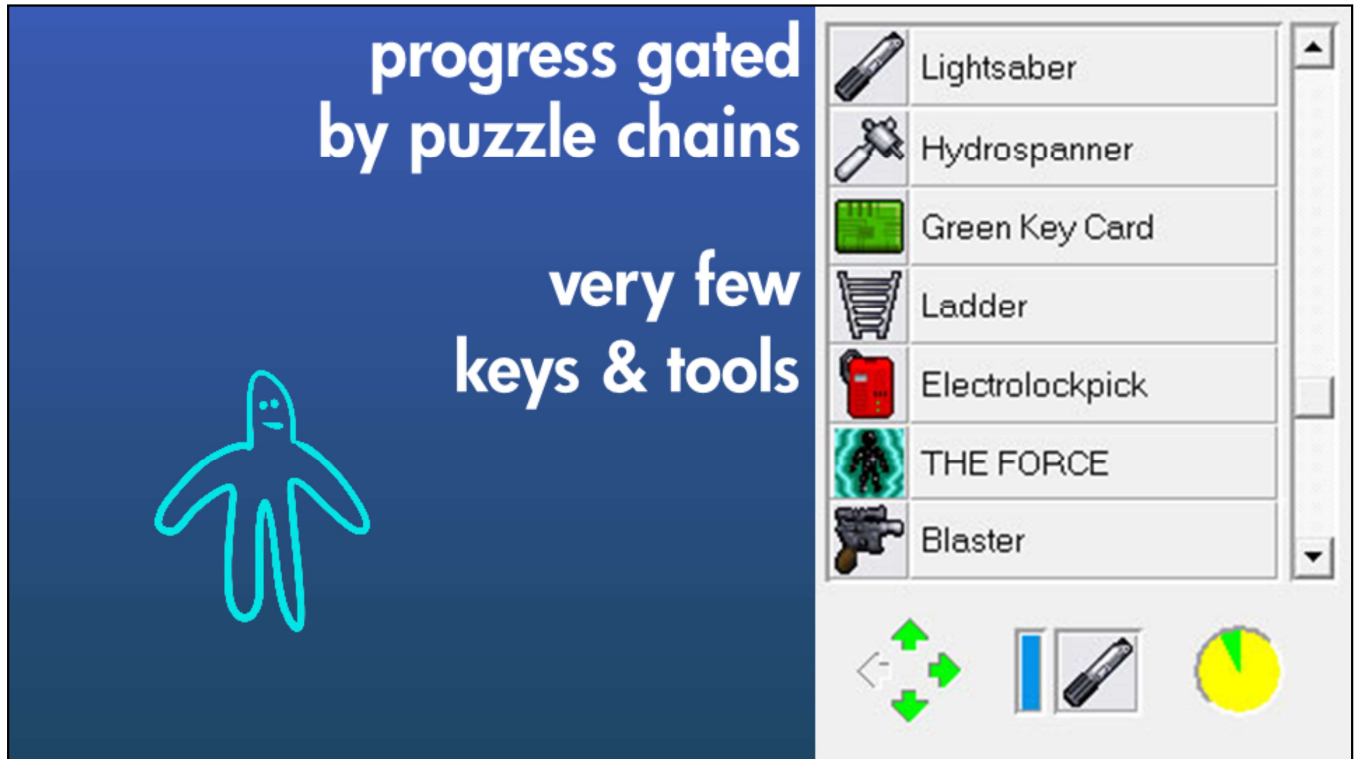 progress gated
by puzzle chains
very few
keys & tools
Lightsaber
Hydrospanner
Green Key Card
Ladder
Electrolockpick
THE FORCE
Blaster